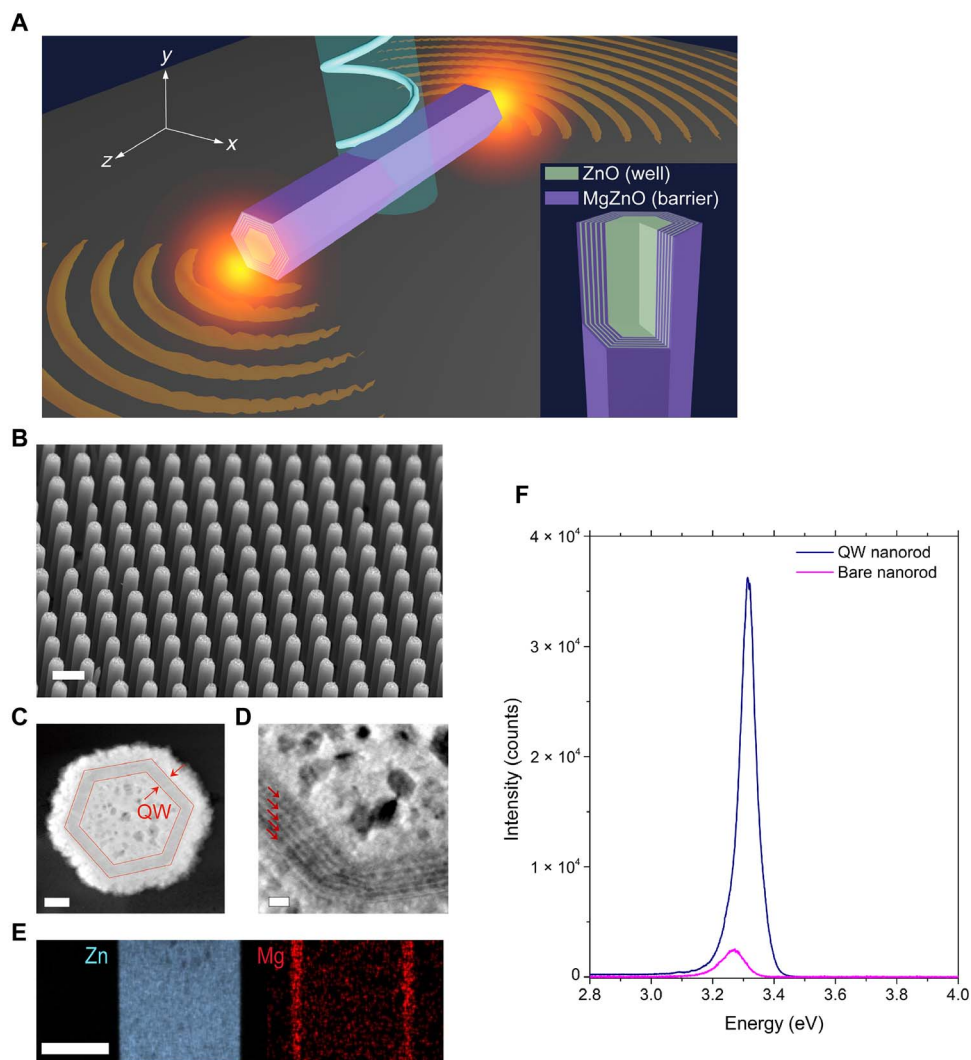 A
y
z
x
ZnO (well)
MgZnO (barrier)
B
C
QW
D
E
Zn
Mg
F
4 × 10⁴
3 × 10⁴
2 × 10⁴
1 × 10⁴
0
QW nanorod
Bare nanorod
Intensity (counts)
2.8 3.0 3.2 3.4 3.6 3.8 4.0
Energy (eV)